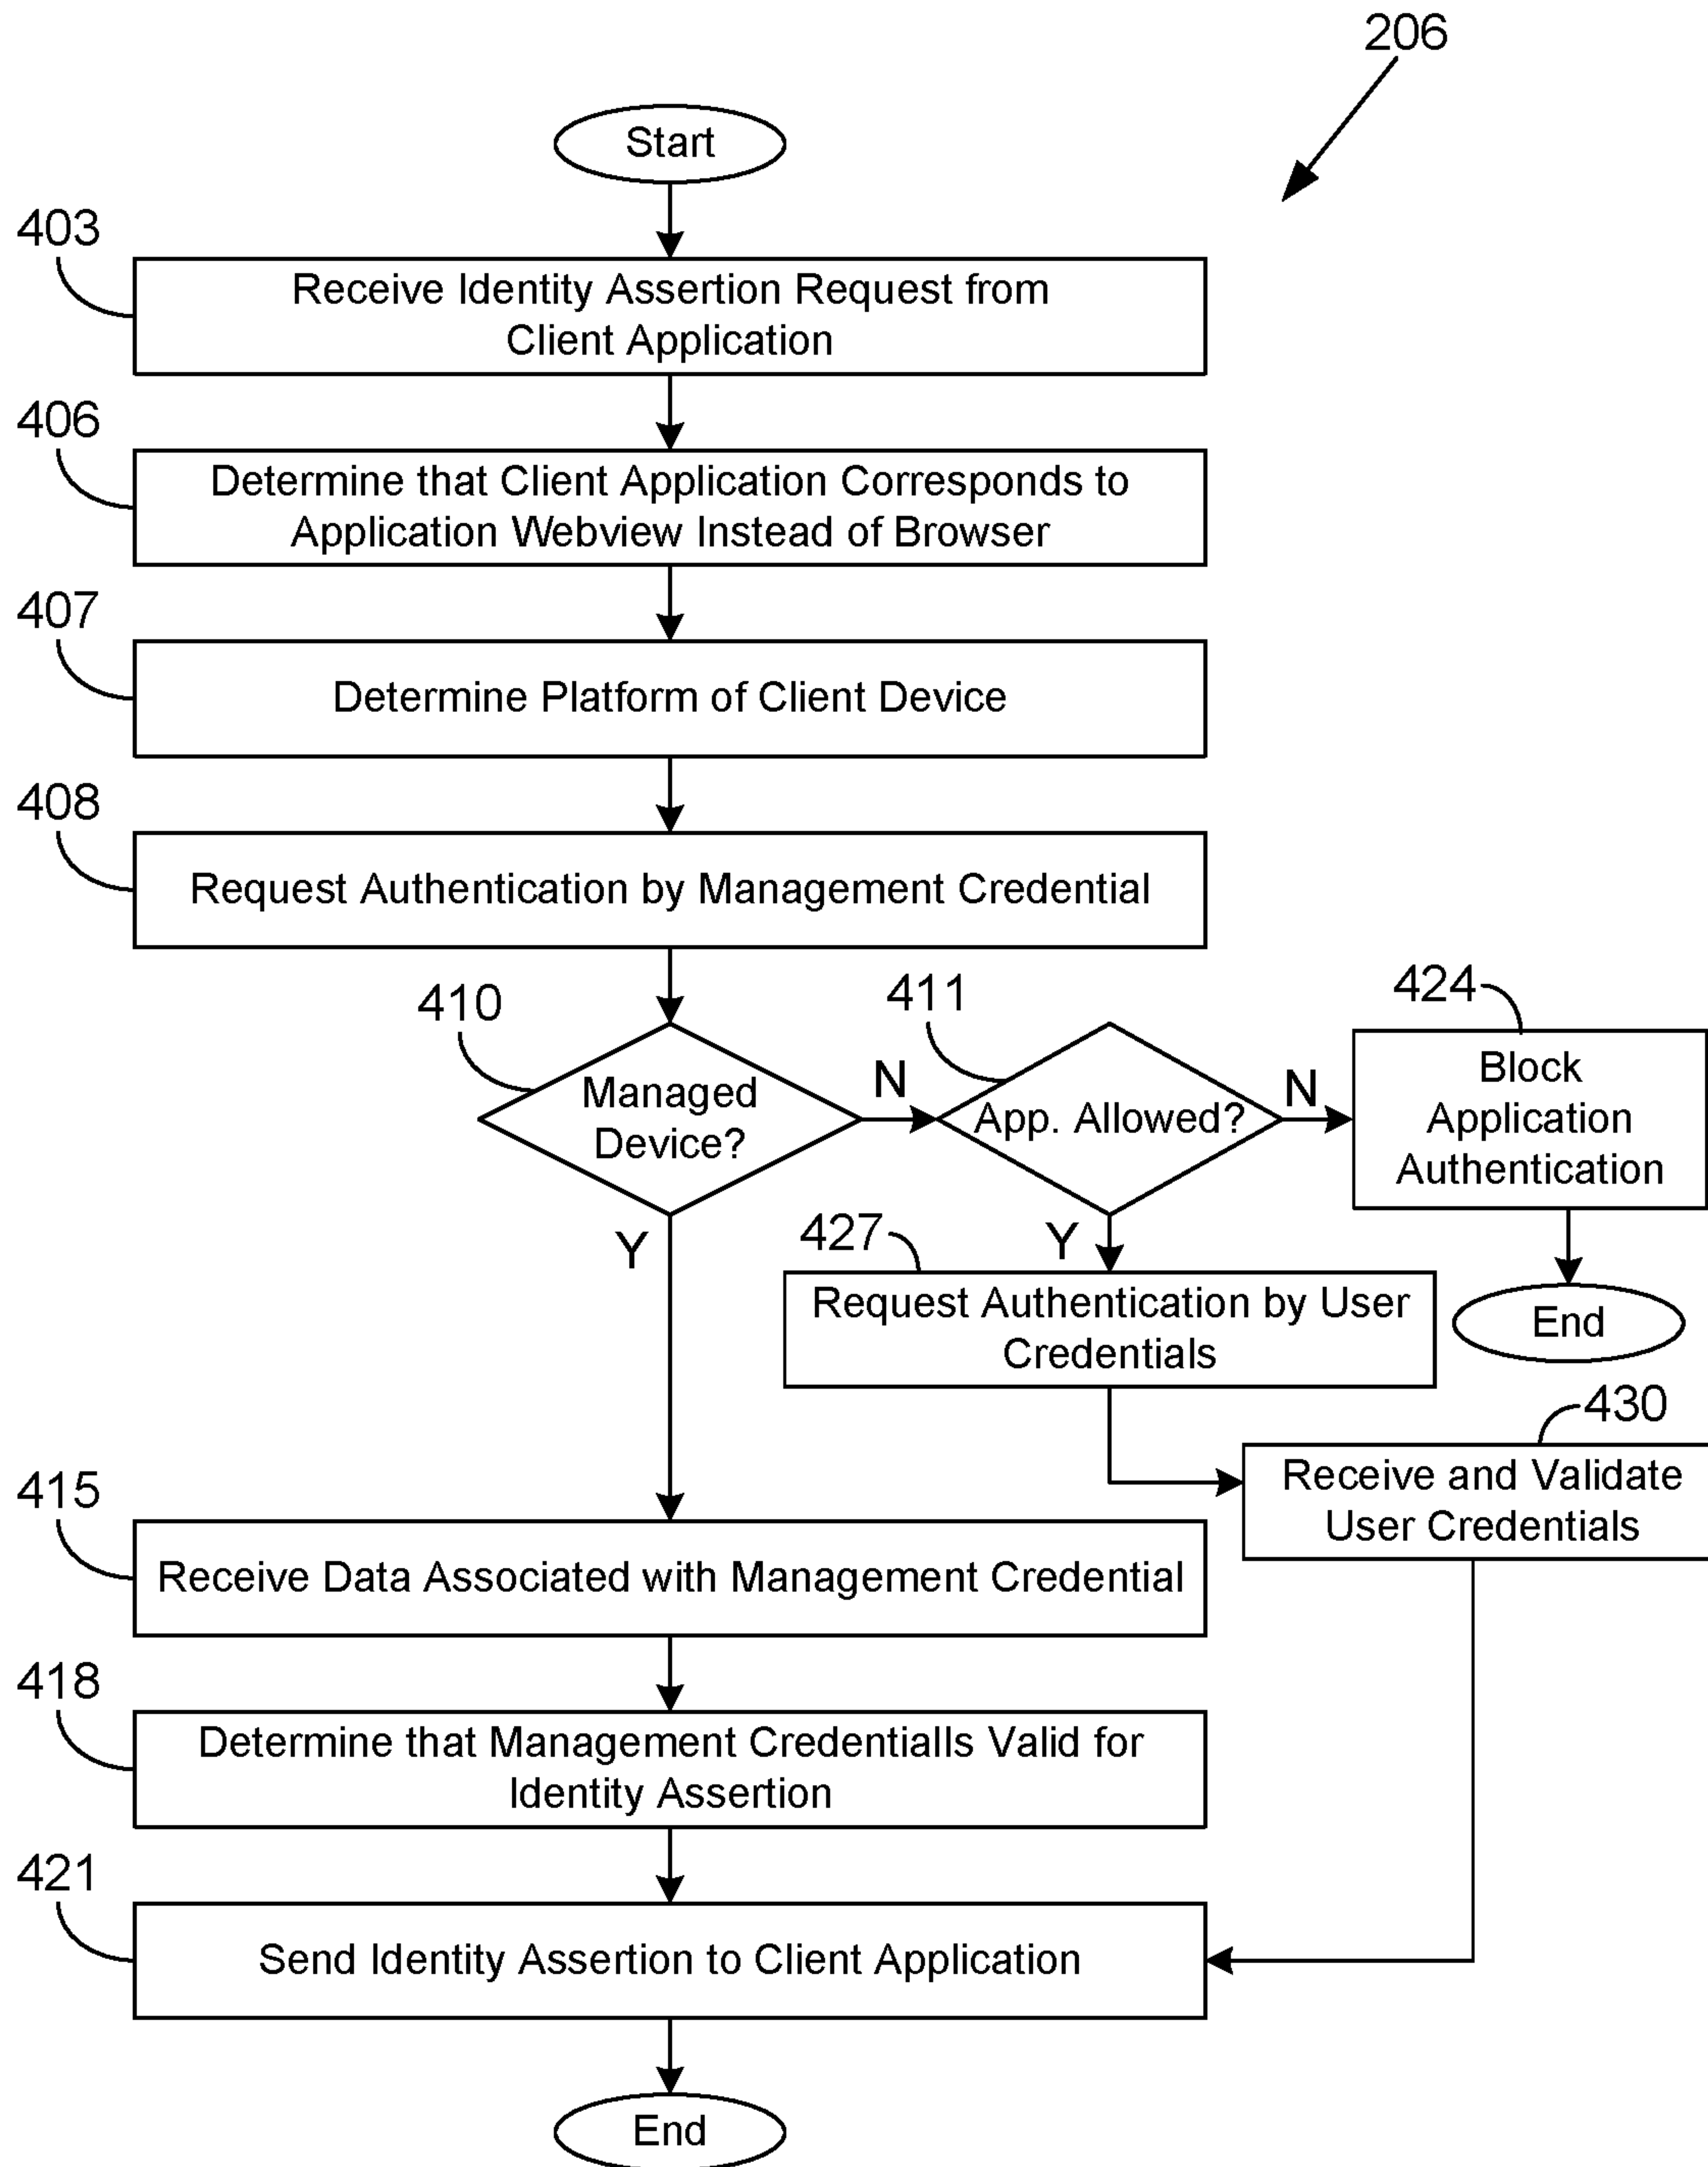 206
Start
403
Receive Identity Assertion Request from
Client Application
406
Determine that Client Application Corresponds to
Application Webview Instead of Browser
407
Determine Platform of Client Device
408
Request Authentication by Management Credential
410
Managed
Device?
N
Y
411
App. Allowed?
N
Y
424
Block
Application
Authentication
End
427
Request Authentication by User
Credentials
430
Receive and Validate
User Credentials
415
Receive Data Associated with Management Credential
418
Determine that Management CredentialIs Valid for
Identity Assertion
421
Send Identity Assertion to Client Application
End